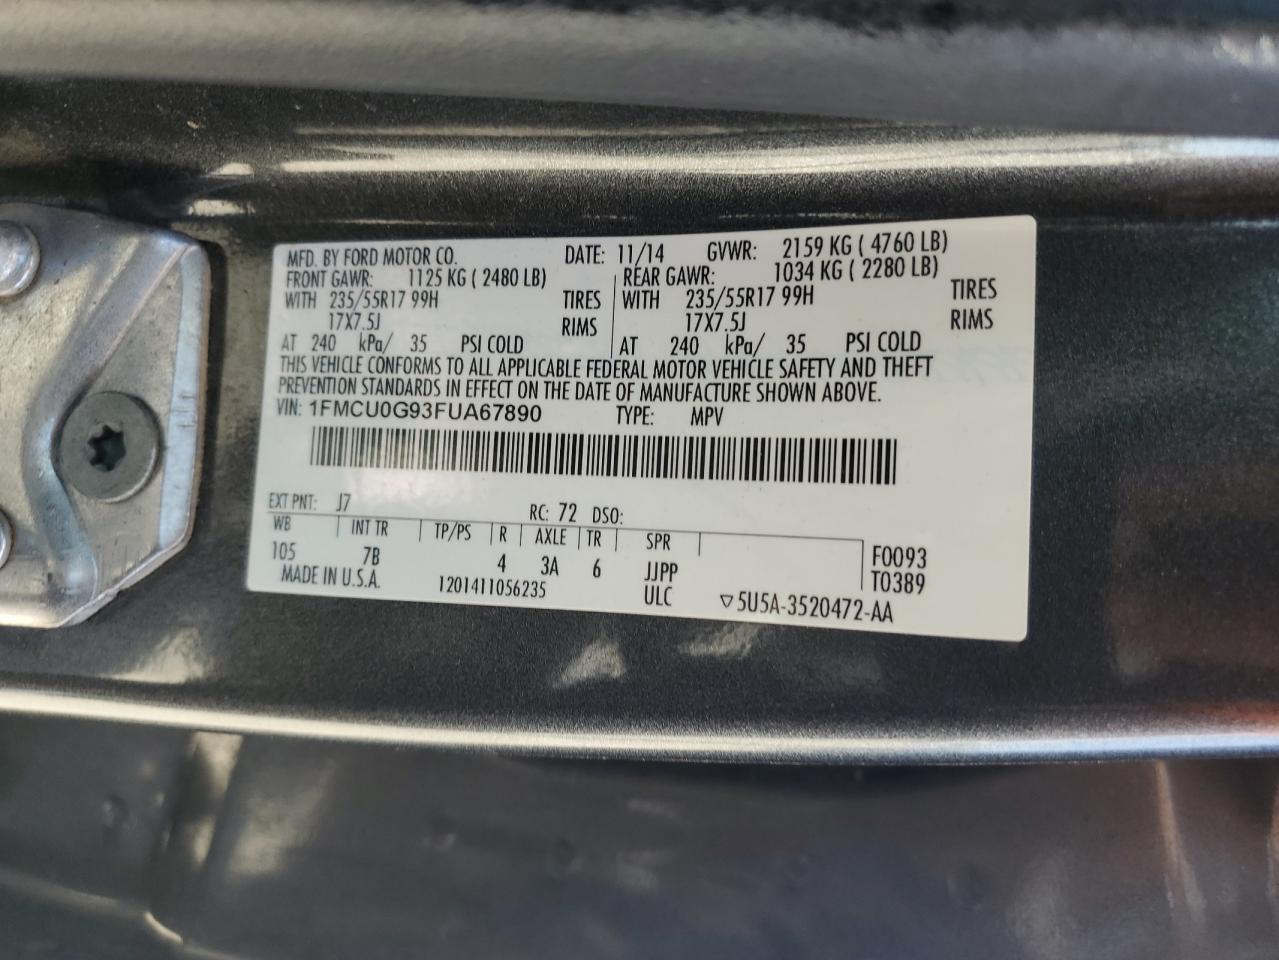 MFD. BY FORD MOTOR CO. DATE: 11/14 GVWR: 2159 KG ( 4760 LB)
FRONT GAWR: 1125 KG ( 2480 LB) REAR GAWR: 1034 KG ( 2280 LB)
WITH 235/55R17 99H TIRES WITH 235/55R17 99H TIRES
17X7.5J RIMS 17X7.5J RIMS
AT 240 kPa/ 35 PSI COLD AT 240 kPa/ 35 PSI COLD
THIS VEHICLE CONFORMS TO ALL APPLICABLE FEDERAL MOTOR VEHICLE SAFETY AND THEFT
PREVENTION STANDARDS IN EFFECT ON THE DATE OF MANUFACTURE SHOWN ABOVE.
VIN: 1FMCU0G93FUA67890 TYPE: MPV
EXT PNT: J7 RC: 72 DSO:
WB INT TR TP/PS R AXLE TR SPR
105 7B 4 3A 6 JJPP F0093
MADE IN U.S.A. 1201411056235 ULC ▽5U5A-3520472-AA T0389